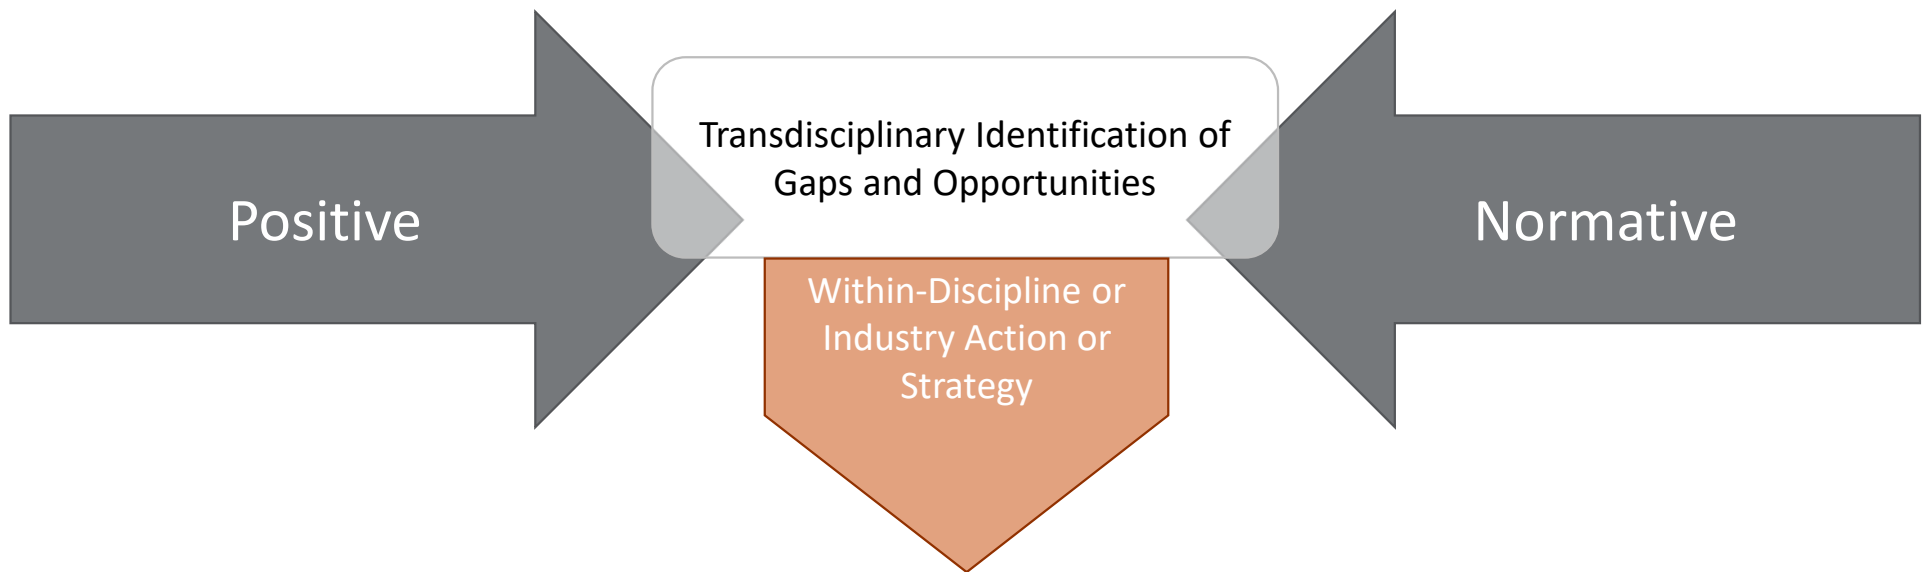 Positive
Transdisciplinary Identification of
Gaps and Opportunities
Normative
Within-Discipline or
Industry Action or
Strategy